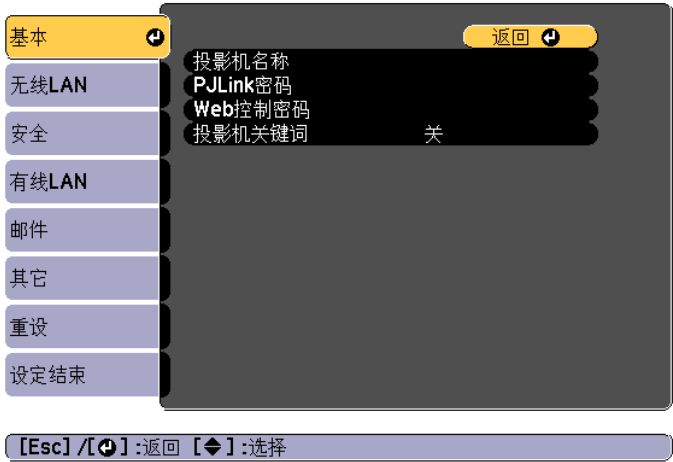 基本
返回
投影机名称
PJLink密码
Web控制密码
投影机关键词 关
无线LAN
安全
有线LAN
邮件
其它
重设
设定结束
[Esc] /[ ] :返回 [ ] :选择